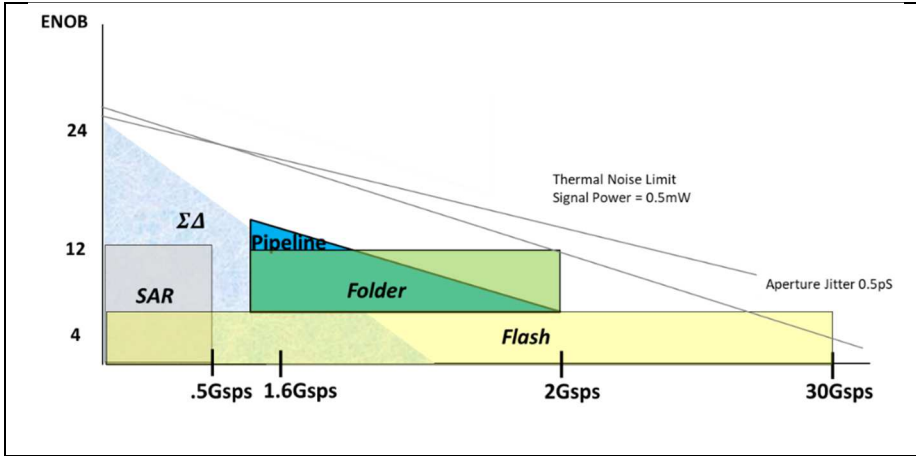 ENOB
24
Thermal Noise Limit
Signal Power = 0.5mW
ΣΔ
12
Pipeline
Aperture Jitter 0.5pS
SAR
Folder
4
Flash
.5Gsps
1.6Gsps
2Gsps
30Gsps